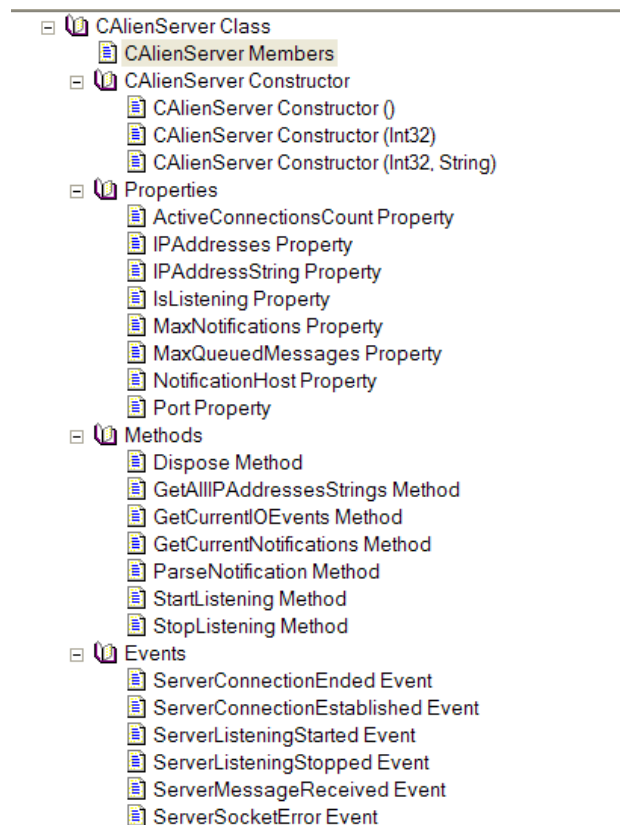 CAlienServer Class
CAlienServer Members
CAlienServer Constructor
CAlienServer Constructor ()
CAlienServer Constructor (Int32)
CAlienServer Constructor (Int32, String)
Properties
ActiveConnectionsCount Property
IPAddresses Property
IPAddressString Property
IsListening Property
MaxNotifications Property
MaxQueuedMessages Property
NotificationHost Property
Port Property
Methods
Dispose Method
GetAllIPAddressesStrings Method
GetCurrentIOEvents Method
GetCurrentNotifications Method
ParseNotification Method
StartListening Method
StopListening Method
Events
ServerConnectionEnded Event
ServerConnectionEstablished Event
ServerListeningStarted Event
ServerListeningStopped Event
ServerMessageReceived Event
ServerSocketError Event